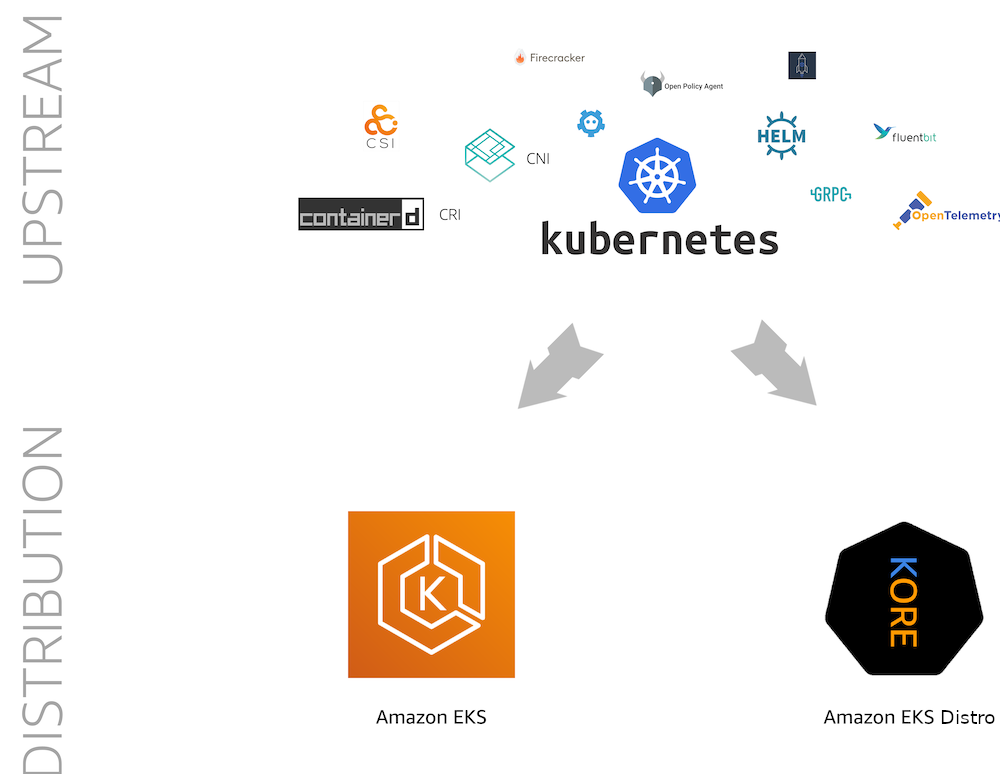 UPSTREAM
Firecracker
Open Policy Agent
CSI
CNI
HELM
fluentbit
containerd
CRI
GRPC
OpenTelemetry
kubernetes
DISTRIBUTION
K
KORE
Amazon EKS
Amazon EKS Distro